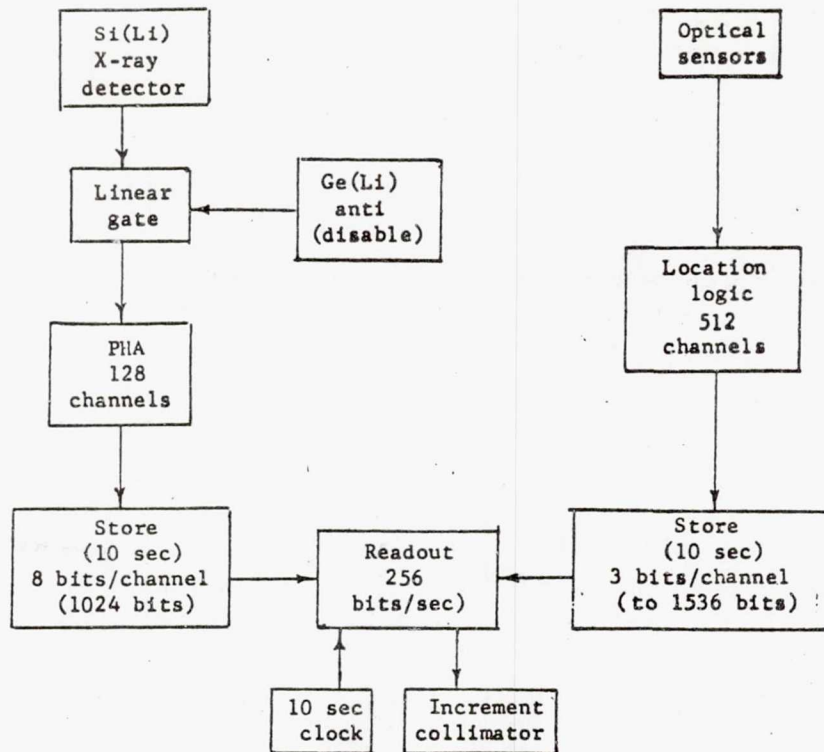 Si(Li)
X-ray
detector
Optical
sensors
Linear
gate
Ge(Li)
anti
(disable)
Location
logic
512
channels
PHA
128
channels
Store
(10 sec)
8 bits/channel
(1024 bits)
Readout
256
bits/sec)
Store
(10 sec)
3 bits/channel
(to 1536 bits)
10 sec
clock
Increment
collimator